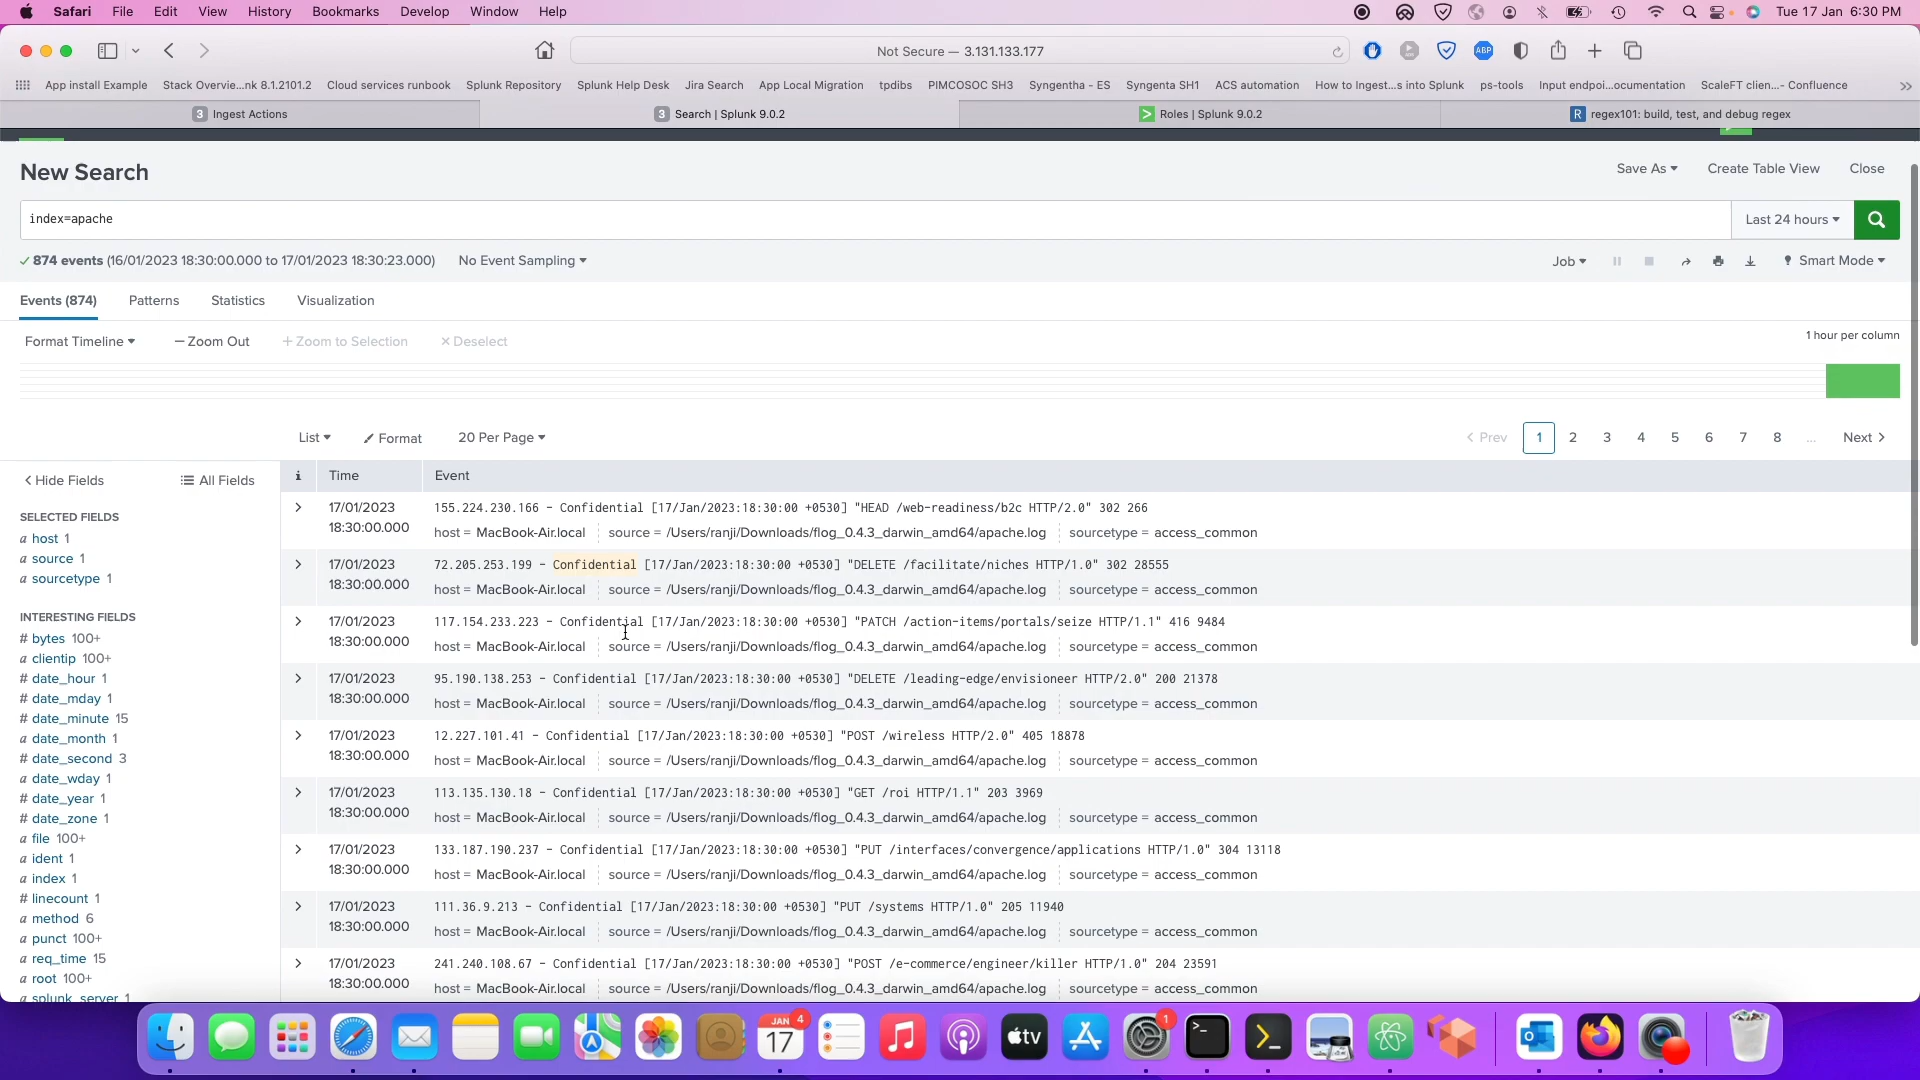 Safari File Edit View History Bookmarks Develop Window Help Tue 17 Jan 6:30 PM
Not Secure — 3.131.133.177
App install Example Stack Overvie...nk 8.1.2101.2 Cloud services runbook Splunk Repository Splunk Help Desk Jira Search App Local Migration tpdibs PIMCOSOC SH3 Syngentha - ES Syngenta SH1 ACS automation How to Ingest...s into Splunk ps-tools Input endpoi...ocumentation ScaleFT clien...- Confluence
3 Ingest Actions 3 Search | Splunk 9.0.2 > Roles | Splunk 9.0.2 R regex101: build, test, and debug regex
New Search Save As Create Table View Close
index=apache Last 24 hours
874 events (16/01/2023 18:30:00.000 to 17/01/2023 18:30:23.000) No Event Sampling Job Smart Mode
Events (874) Patterns Statistics Visualization
Format Timeline — Zoom Out + Zoom to Selection × Deselect 1 hour per column
List Format 20 Per Page < Prev 1 2 3 4 5 6 7 8 ... Next >
< Hide Fields All Fields
SELECTED FIELDS
a host 1
a source 1
a sourcetype 1
INTERESTING FIELDS
# bytes 100+
a clientip 100+
# date_hour 1
# date_mday 1
# date_minute 15
a date_month 1
# date_second 3
a date_wday 1
# date_year 1
# date_zone 1
a file 100+
a ident 1
a index 1
# linecount 1
a method 6
a punct 100+
a req_time 15
a root 100+
a splunk_server 1
i Time Event
17/01/2023 18:30:00.000 155.224.230.166 - Confidential [17/Jan/2023:18:30:00 +0530] "HEAD /web-readiness/b2c HTTP/2.0" 302 266
host = MacBook-Air.local source = /Users/ranji/Downloads/flog_0.4.3_darwin_amd64/apache.log sourcetype = access_common
17/01/2023 18:30:00.000 72.205.253.199 - Confidential [17/Jan/2023:18:30:00 +0530] "DELETE /facilitate/niches HTTP/1.0" 302 28555
host = MacBook-Air.local source = /Users/ranji/Downloads/flog_0.4.3_darwin_amd64/apache.log sourcetype = access_common
17/01/2023 18:30:00.000 117.154.233.223 - Confidential [17/Jan/2023:18:30:00 +0530] "PATCH /action-items/portals/seize HTTP/1.1" 416 9484
host = MacBook-Air.local source = /Users/ranji/Downloads/flog_0.4.3_darwin_amd64/apache.log sourcetype = access_common
17/01/2023 18:30:00.000 95.190.138.253 - Confidential [17/Jan/2023:18:30:00 +0530] "DELETE /leading-edge/envisioneer HTTP/2.0" 200 21378
host = MacBook-Air.local source = /Users/ranji/Downloads/flog_0.4.3_darwin_amd64/apache.log sourcetype = access_common
17/01/2023 18:30:00.000 12.227.101.41 - Confidential [17/Jan/2023:18:30:00 +0530] "POST /wireless HTTP/2.0" 405 18878
host = MacBook-Air.local source = /Users/ranji/Downloads/flog_0.4.3_darwin_amd64/apache.log sourcetype = access_common
17/01/2023 18:30:00.000 113.135.130.18 - Confidential [17/Jan/2023:18:30:00 +0530] "GET /roi HTTP/1.1" 203 3969
host = MacBook-Air.local source = /Users/ranji/Downloads/flog_0.4.3_darwin_amd64/apache.log sourcetype = access_common
17/01/2023 18:30:00.000 133.187.190.237 - Confidential [17/Jan/2023:18:30:00 +0530] "PUT /interfaces/convergence/applications HTTP/1.0" 304 13118
host = MacBook-Air.local source = /Users/ranji/Downloads/flog_0.4.3_darwin_amd64/apache.log sourcetype = access_common
17/01/2023 18:30:00.000 111.36.9.213 - Confidential [17/Jan/2023:18:30:00 +0530] "PUT /systems HTTP/1.0" 205 11940
host = MacBook-Air.local source = /Users/ranji/Downloads/flog_0.4.3_darwin_amd64/apache.log sourcetype = access_common
17/01/2023 18:30:00.000 241.240.108.67 - Confidential [17/Jan/2023:18:30:00 +0530] "POST /e-commerce/engineer/killer HTTP/1.0" 204 23591
host = MacBook-Air.local source = /Users/ranji/Downloads/flog_0.4.3_darwin_amd64/apache.log sourcetype = access_common
JAN 17 4 tv 1
ABP